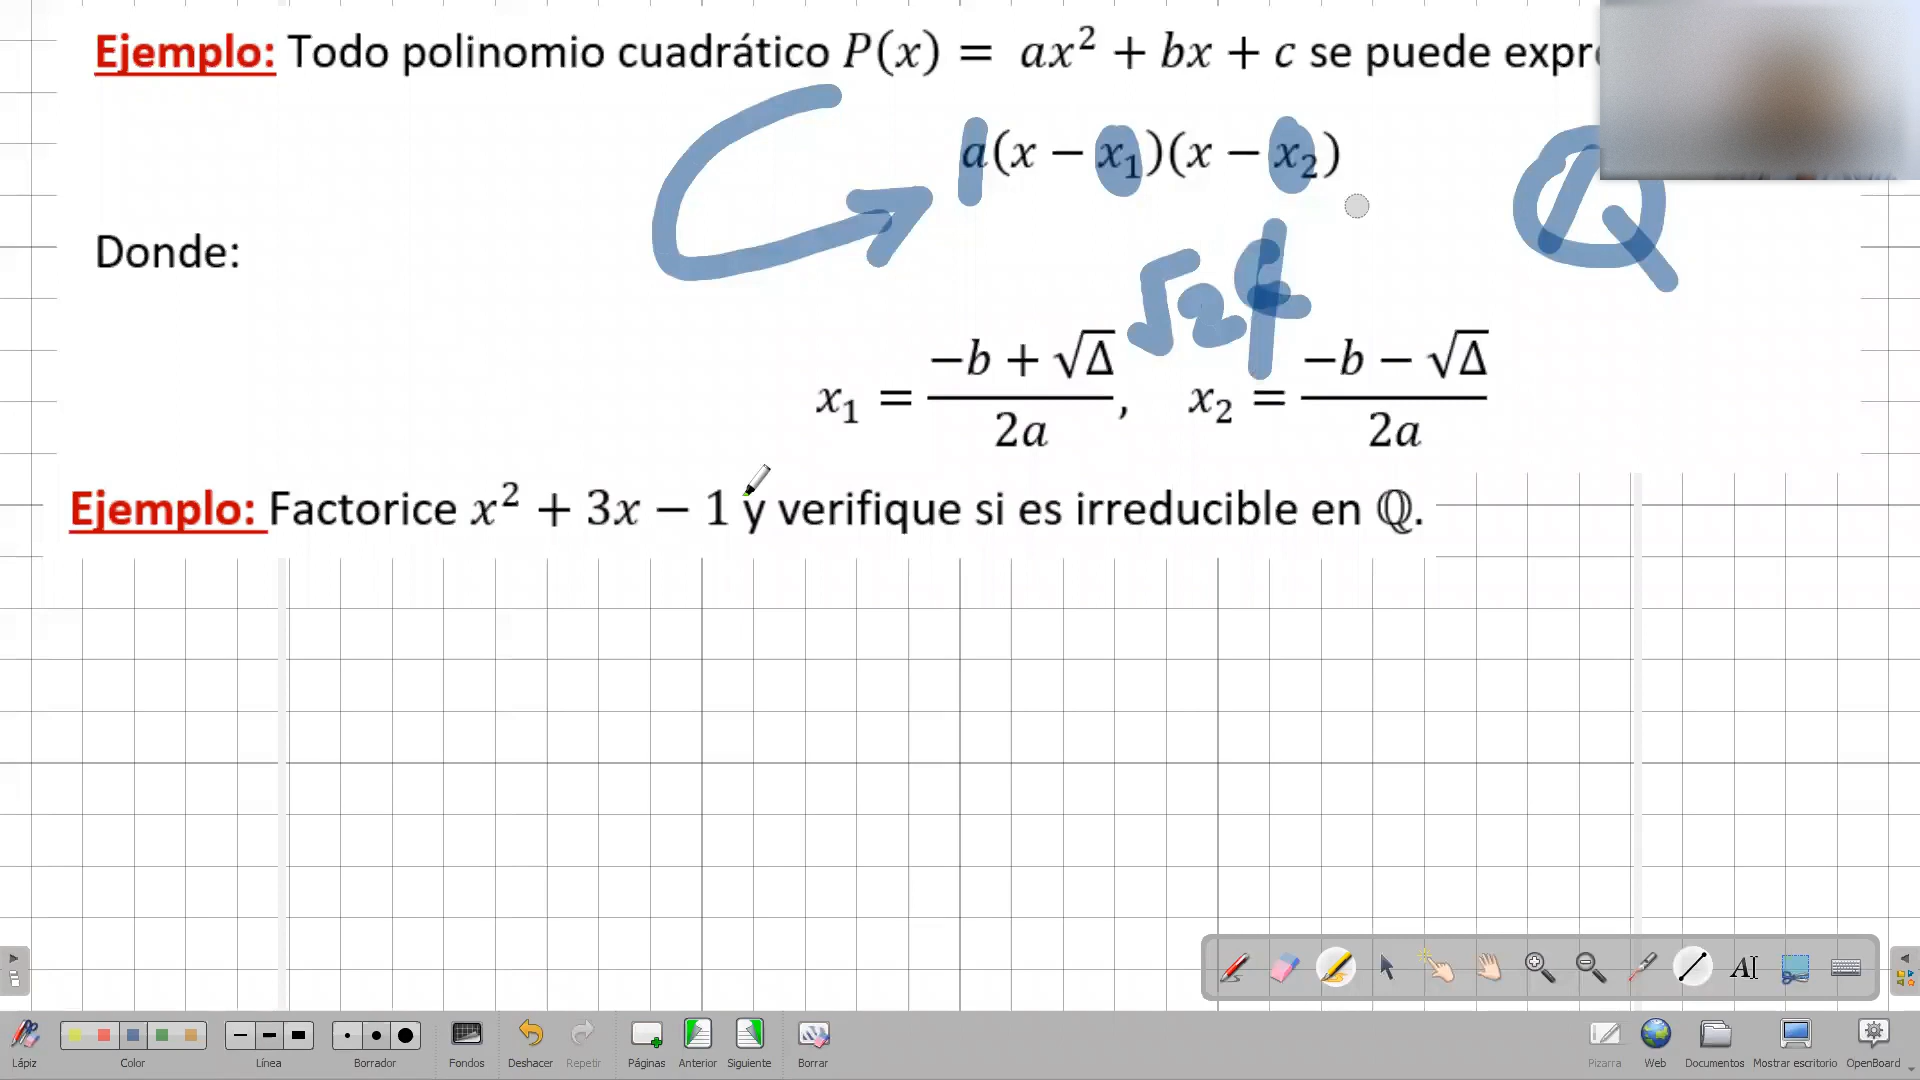 Ejemplo: Todo polinomio cuadrático P(x) = ax² + bx + c se puede expr
a(x − x₁)(x − x₂)
Q
Donde:
√2 ∉
x₁ = (−b + √Δ)/2a, x₂ = (−b − √Δ)/2a
Ejemplo: Factorice x² + 3x − 1 y verifique si es irreducible en ℚ.
Lápiz
Color
Línea
Borrador
Fondos
Deshacer
Repetir
Páginas
Anterior
Siguiente
Borrar
Pizarra
Web
Documentos
Mostrar escritorio
OpenBoard